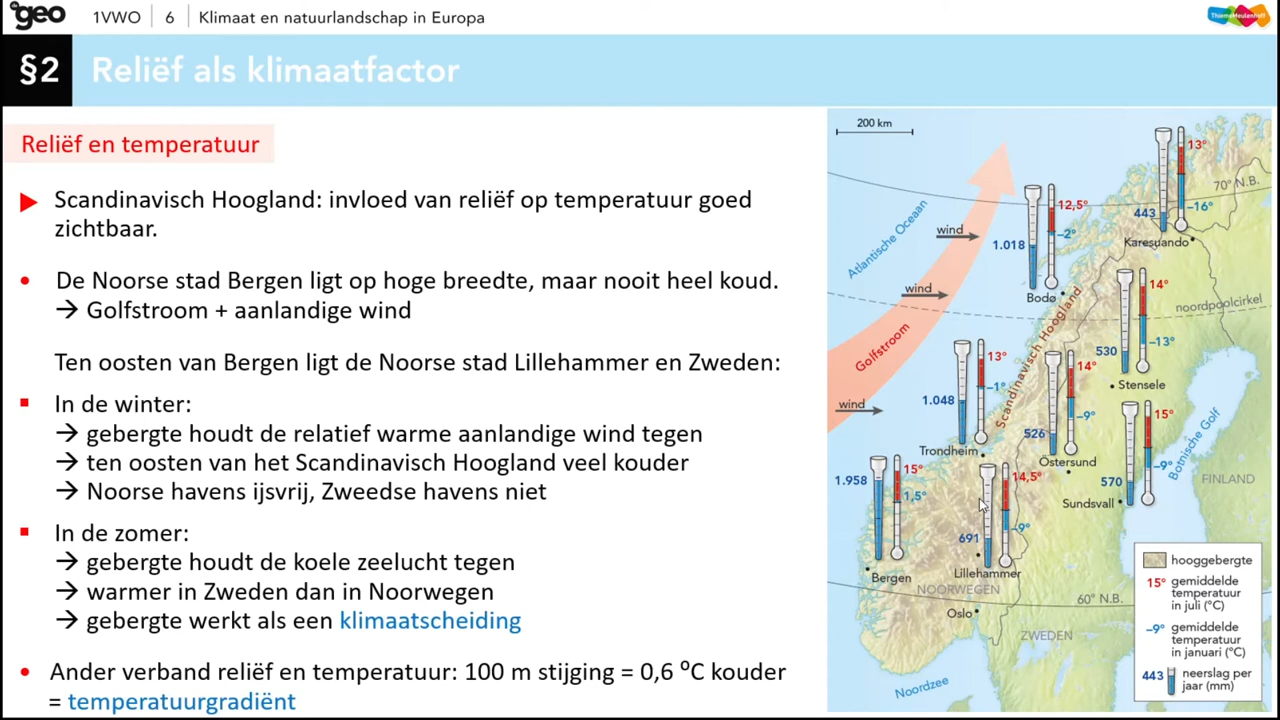 geo 1VWO 6 Klimaat en natuurlandschap in Europa ThiemeMeulenhoff
§2 Reliëf als klimaatfactor
Reliëf en temperatuur
Scandinavisch Hoogland: invloed van reliëf op temperatuur goed
zichtbaar.
De Noorse stad Bergen ligt op hoge breedte, maar nooit heel koud.
→ Golfstroom + aanlandige wind
Ten oosten van Bergen ligt de Noorse stad Lillehammer en Zweden:
In de winter:
→ gebergte houdt de relatief warme aanlandige wind tegen
→ ten oosten van het Scandinavisch Hoogland veel kouder
→ Noorse havens ijsvrij, Zweedse havens niet
In de zomer:
→ gebergte houdt de koele zeelucht tegen
→ warmer in Zweden dan in Noorwegen
→ gebergte werkt als een klimaatscheiding
Ander verband reliëf en temperatuur: 100 m stijging = 0,6 ⁰C kouder
= temperatuurgradiënt
200 km
13°
70° N.B.
–16°
443
Karesuando
12,5°
–2°
1.018
Bodø
Atlantische Oceaan
wind
wind
wind
Golfstroom
Scandinavisch Hoogland
noordpoolcirkel
14°
–13°
530
Stensele
13°
–1°
1.048
Trondheim
14°
–9°
526
Östersund
15°
–9°
570
Sundsvall
Botnische Golf
FINLAND
1.958
15°
1,5°
Bergen
14,5°
–9°
691
Lillehammer
NOORWEGEN
Oslo
60° N.B.
ZWEDEN
Noordzee
hooggebergte
15° gemiddelde
temperatuur
in juli (°C)
–9° gemiddelde
temperatuur
in januari (°C)
443 neerslag per
jaar (mm)